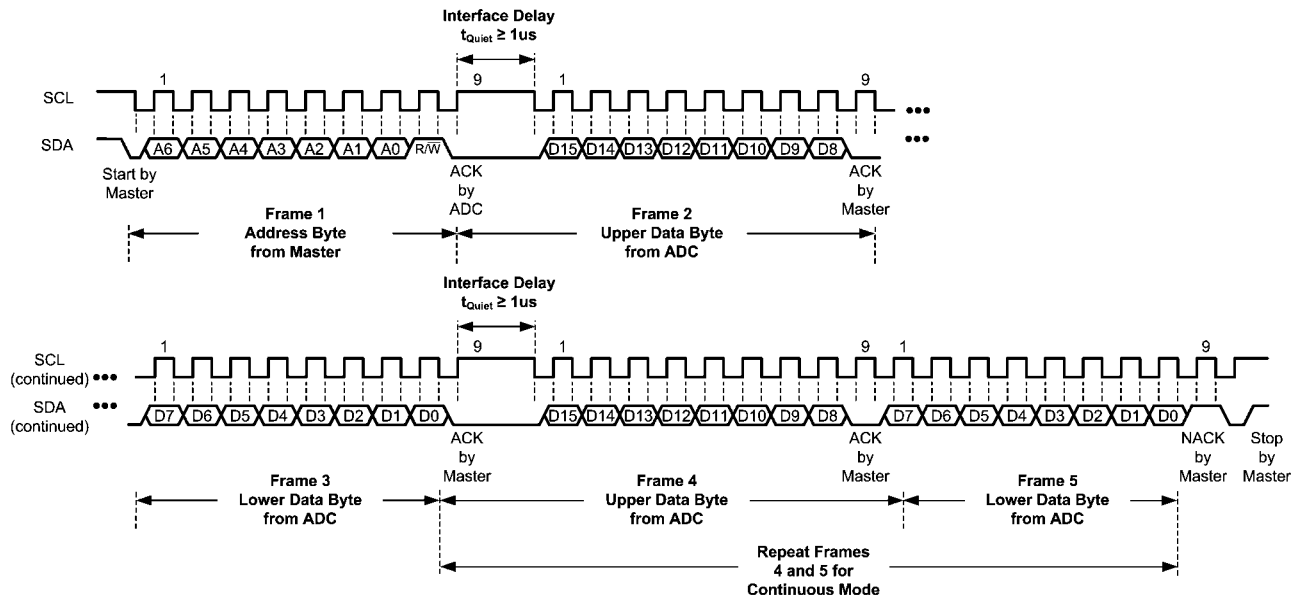 Interface Delay
tQuiet ≥ 1us
1
9
1
9
SCL
•••
SDA
A6 A5 A4 A3 A2 A1 A0 R/W̅ D15 D14 D13 D12 D11 D10 D9 D8
•••
Start by
Master
ACK
by
ADC
ACK
by
Master
Frame 1
Address Byte
from Master
Frame 2
Upper Data Byte
from ADC
Interface Delay
tQuiet ≥ 1us
1
9
1
9
1
9
SCL
(continued)
•••
SDA
(continued)
•••
D7 D6 D5 D4 D3 D2 D1 D0 D15 D14 D13 D12 D11 D10 D9 D8 D7 D6 D5 D4 D3 D2 D1 D0
ACK
by
Master
ACK
by
Master
NACK
by
Master
Stop
by
Master
Frame 3
Lower Data Byte
from ADC
Frame 4
Upper Data Byte
from ADC
Frame 5
Lower Data Byte
from ADC
Repeat Frames
4 and 5 for
Continuous Mode